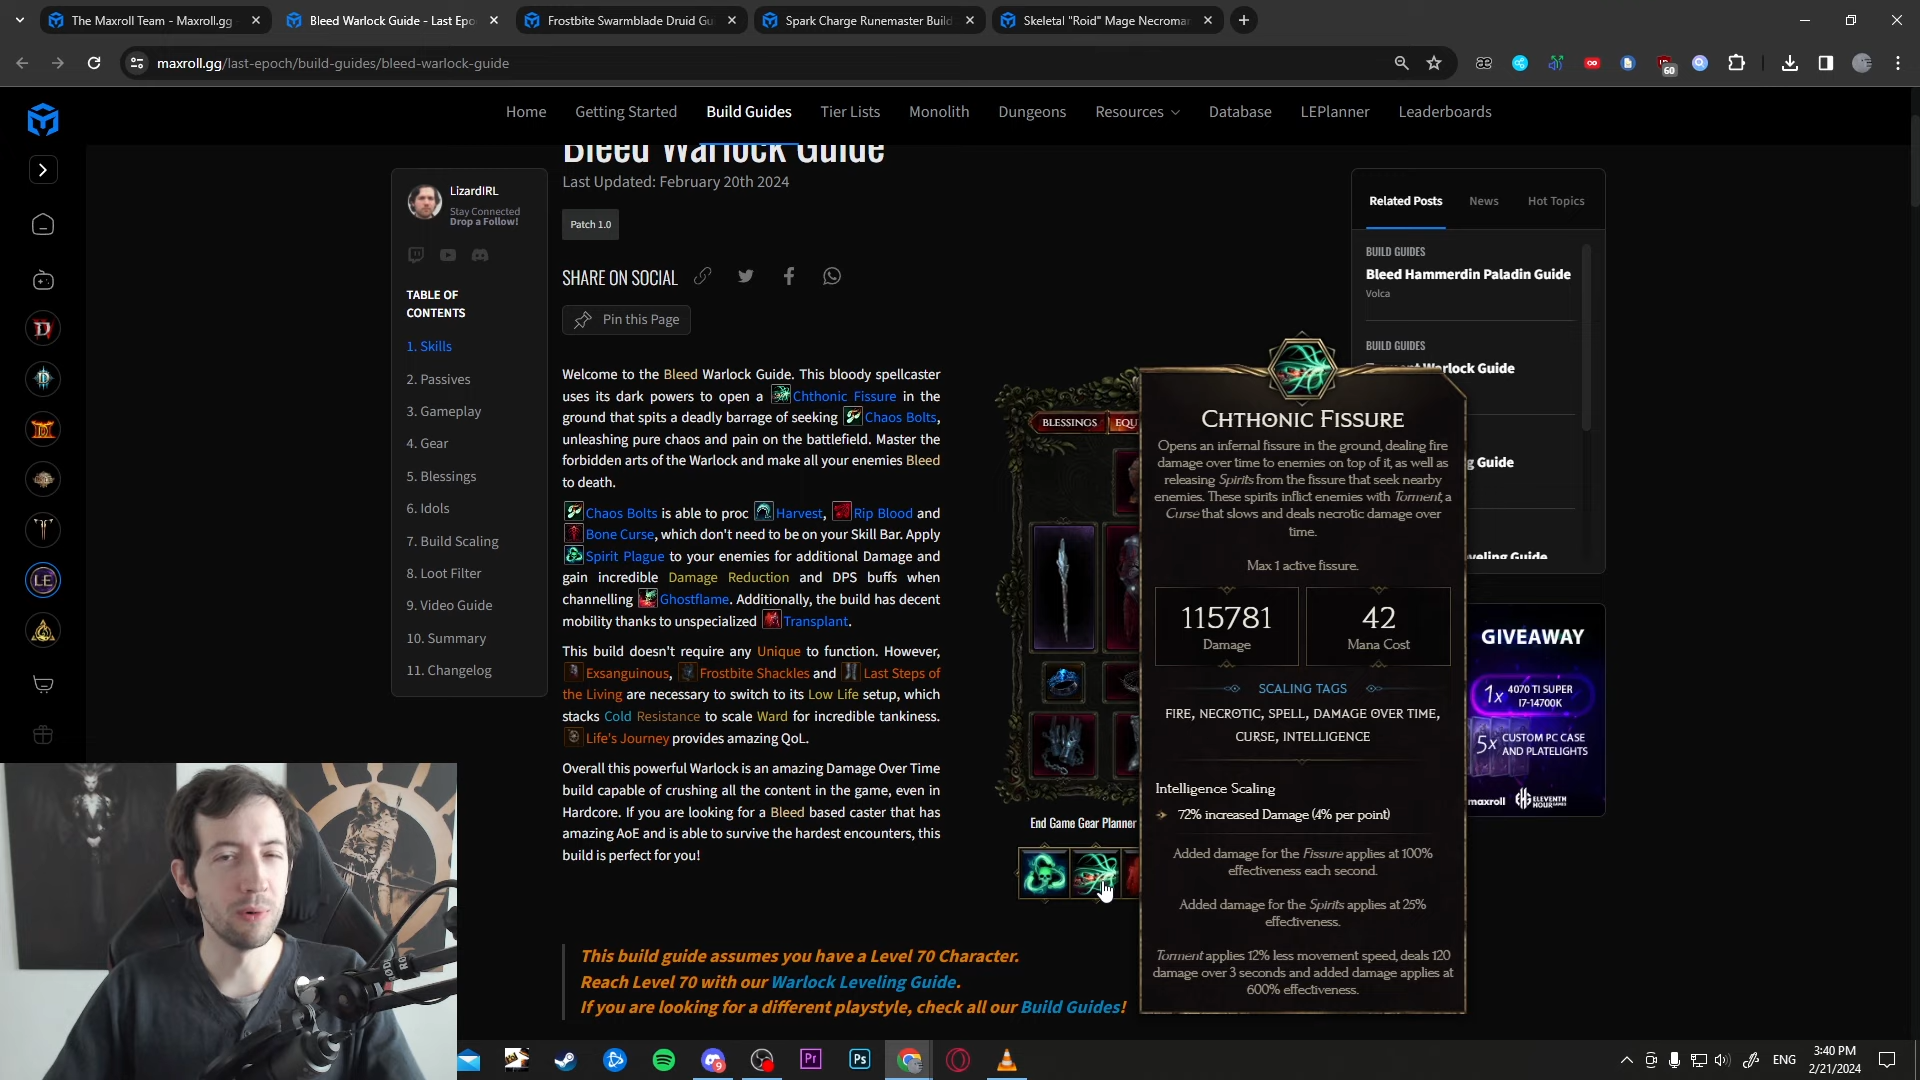 The Maxroll Team - Maxroll.gg
Bleed Warlock Guide - Last Epo
Frostbite Swarmblade Druid Gu
Spark Charge Runemaster Build
Skeletal "Roid" Mage Necroman
maxroll.gg/last-epoch/build-guides/bleed-warlock-guide
60
Home
Getting Started
Build Guides
Tier Lists
Monolith
Dungeons
Resources
Database
LEPlanner
Leaderboards
Bleed Warlock Guide
Last Updated: February 20th 2024
Patch 1.0
SHARE ON SOCIAL
Pin this Page
LizardIRL
Stay Connected
Drop a Follow!
TABLE OF
CONTENTS
1. Skills
2. Passives
3. Gameplay
4. Gear
5. Blessings
6. Idols
7. Build Scaling
8. Loot Filter
9. Video Guide
10. Summary
11. Changelog
LE
Welcome to the Bleed Warlock Guide. This bloody spellcaster
uses its dark powers to open a Chthonic Fissure in the
ground that spits a deadly barrage of seeking Chaos Bolts,
unleashing pure chaos and pain on the battlefield. Master the
forbidden arts of the Warlock and make all your enemies Bleed
to death.
Chaos Bolts is able to proc Harvest, Rip Blood and
Bone Curse, which don't need to be on your Skill Bar. Apply
Spirit Plague to your enemies for additional Damage and
gain incredible Damage Reduction and DPS buffs when
channelling Ghostflame. Additionally, the build has decent
mobility thanks to unspecialized Transplant.
This build doesn't require any Unique to function. However,
Exsanguinous, Frostbite Shackles and Last Steps of
the Living are necessary to switch to its Low Life setup, which
stacks Cold Resistance to scale Ward for incredible tankiness.
Life's Journey provides amazing QoL.
Overall this powerful Warlock is an amazing Damage Over Time
build capable of crushing all the content in the game, even in
Hardcore. If you are looking for a Bleed based caster that has
amazing AoE and is able to survive the hardest encounters, this
build is perfect for you!
This build guide assumes you have a Level 70 Character.
Reach Level 70 with our Warlock Leveling Guide.
If you are looking for a different playstyle, check all our Build Guides!
BLESSINGS
EQU
End Game Gear Planner
CHTHONIC FISSURE
Opens an infernal fissure in the ground, dealing fire
damage over time to enemies on top of it, as well as
releasing Spirits from the fissure that seek nearby
enemies. These spirits inflict enemies with Torment, a
Curse that slows and deals necrotic damage over
time.
Max 1 active fissure.
115781
Damage
42
Mana Cost
SCALING TAGS
FIRE, NECROTIC, SPELL, DAMAGE OVER TIME,
CURSE, INTELLIGENCE
Intelligence Scaling
72% increased Damage (4% per point)
Added damage for the Fissure applies at 100%
effectiveness each second.
Added damage for the Spirits applies at 25%
effectiveness.
Torment applies 12% less movement speed, deals 120
damage over 3 seconds and added damage applies at
600% effectiveness.
Related Posts
News
Hot Topics
BUILD GUIDES
Bleed Hammerdin Paladin Guide
Volca
BUILD GUIDES
Warlock Guide
g Guide
veling Guide
GIVEAWAY
1x 4070 TI SUPER
I7-14700K
5x CUSTOM PC CASE
AND PLATELIGHTS
maxroll
ELEVENTH
HOUR
9
Pr
Ps
ENG
3:40 PM
2/21/2024